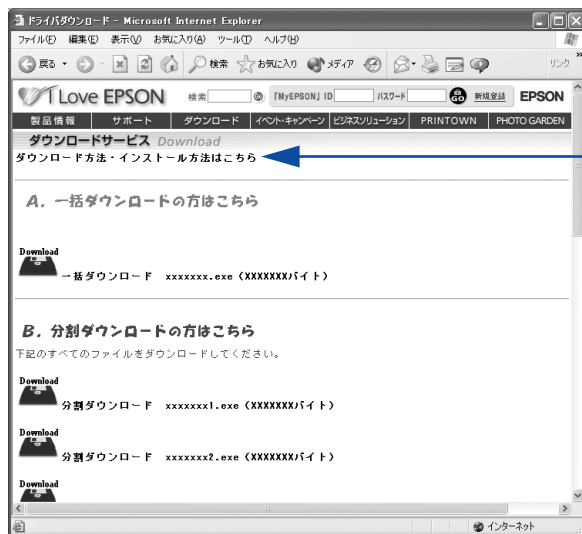 ドライバダウンロード - Microsoft Internet Explorer
ファイル(F) 編集(E) 表示(V) お気に入り(A) ツール(T) ヘルプ(H)
戻る 検索 お気に入り メディア リンク
I Love EPSON 検索 「MyEPSON」 ID パスワード GO 新規登録 EPSON
製品情報 サポート ダウンロード イベント・キャンペーン ビジネスソリューション PRINTOWN PHOTO GARDEN
ダウンロードサービス Download
ダウンロード方法・インストール方法はこちら
A. 一括ダウンロードの方はこちら
Download
一括ダウンロード xxxxxxx.exe (XXXXXXXバイト)
B. 分割ダウンロードの方はこちら
下記のすべてのファイルをダウンロードしてください。
Download
分割ダウンロード xxxxxxx1.exe (XXXXXXXバイト)
Download
分割ダウンロード xxxxxxx2.exe (XXXXXXXバイト)
Download
インターネット